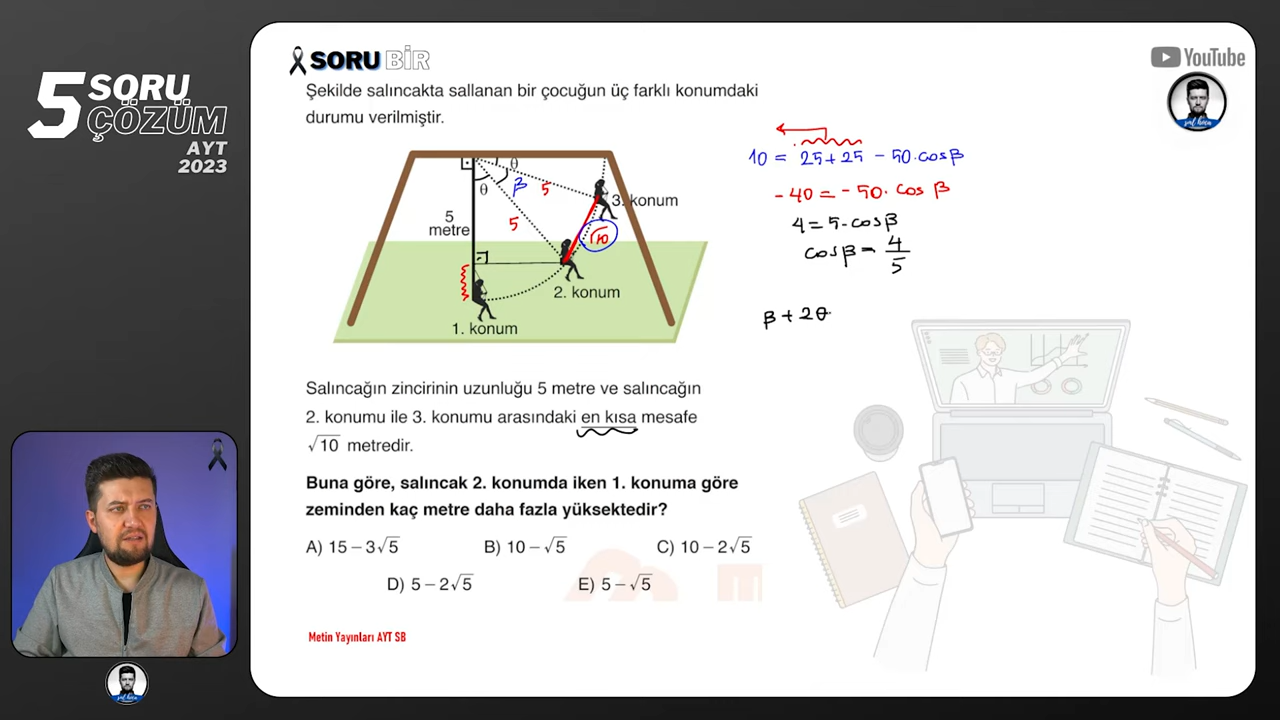 5 SORU
ÇÖZÜM
AYT
2023
SORU BİR
YouTube
Şekilde salıncakta sallanan bir çocuğun üç farklı konumdaki
durumu verilmiştir.
θ
θ
β
5
5
5
metre
√10
3. konum
2. konum
1. konum
10 = 25 + 25 - 50.cosβ
-40 = -50.cos β
4 = 5.cosβ
cosβ = 4/5
β + 2θ
Salıncağın zincirinin uzunluğu 5 metre ve salıncağın
2. konumu ile 3. konumu arasındaki en kısa mesafe
√10 metredir.
Buna göre, salıncak 2. konumda iken 1. konuma göre
zeminden kaç metre daha fazla yüksektedir?
A) 15 – 3√5 B) 10 – √5 C) 10 – 2√5
D) 5 – 2√5 E) 5 – √5
Metin Yayınları AYT SB